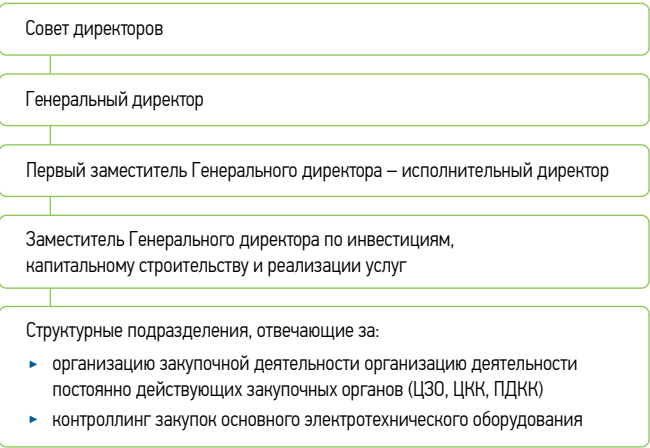 Совет директоров
Генеральный директор
Первый заместитель Генерального директора – исполнительный директор
Заместитель Генерального директора по инвестициям,
капитальному строительству и реализации услуг
Структурные подразделения, отвечающие за:
► организацию закупочной деятельности организацию деятельности
постоянно действующих закупочных органов (ЦЗО, ЦКК, ПДКК)
► контроллинг закупок основного электротехнического оборудования